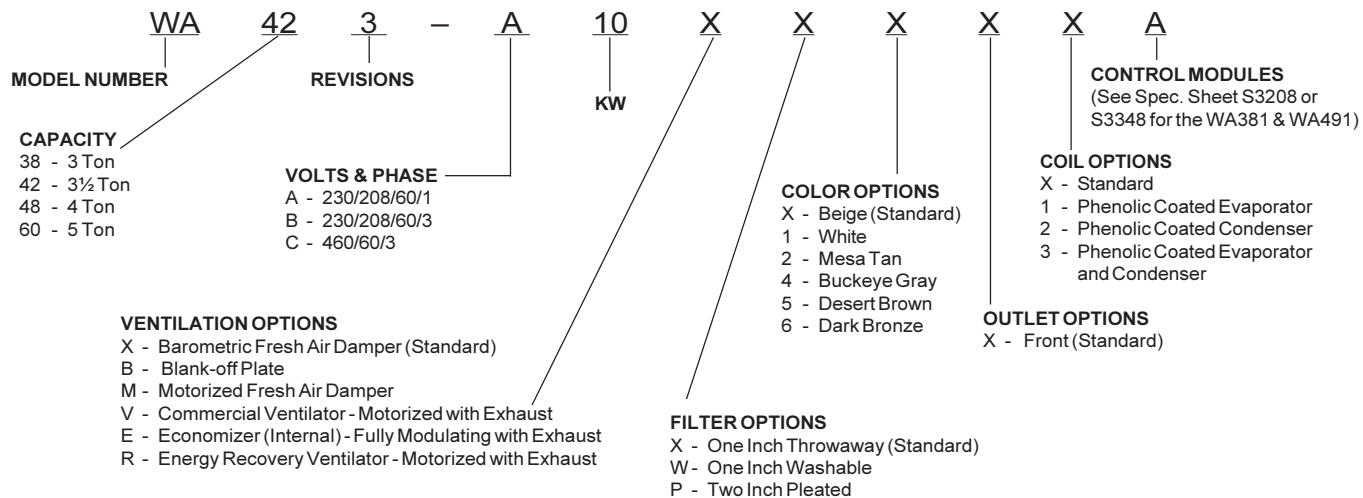 WA 42 3 – A 10 X X X X X A
MODEL NUMBER
REVISIONS
KW
CONTROL MODULES
(See Spec. Sheet S3208 or
S3348 for the WA381 & WA491)
CAPACITY
38 - 3 Ton
42 - 3½ Ton
48 - 4 Ton
60 - 5 Ton
VOLTS & PHASE
A - 230/208/60/1
B - 230/208/60/3
C - 460/60/3
COLOR OPTIONS
X - Beige (Standard)
1 - White
2 - Mesa Tan
4 - Buckeye Gray
5 - Desert Brown
6 - Dark Bronze
COIL OPTIONS
X - Standard
1 - Phenolic Coated Evaporator
2 - Phenolic Coated Condenser
3 - Phenolic Coated Evaporator
and Condenser
VENTILATION OPTIONS
X - Barometric Fresh Air Damper (Standard)
B - Blank-off Plate
M - Motorized Fresh Air Damper
V - Commercial Ventilator - Motorized with Exhaust
E - Economizer (Internal) - Fully Modulating with Exhaust
R - Energy Recovery Ventilator - Motorized with Exhaust
OUTLET OPTIONS
X - Front (Standard)
FILTER OPTIONS
X - One Inch Throwaway (Standard)
W - One Inch Washable
P - Two Inch Pleated